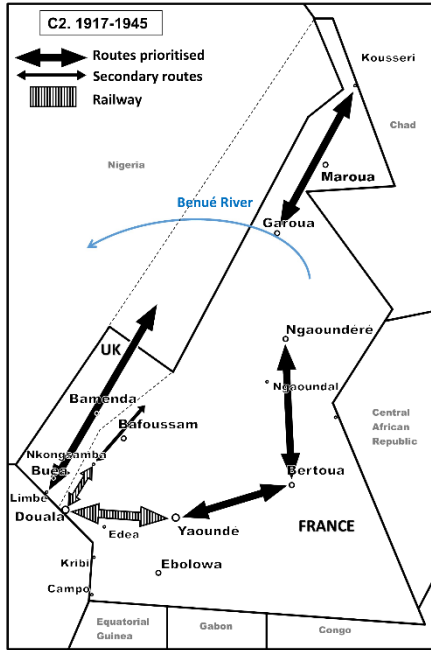 C2. 1917-1945
Routes prioritised
Secondary routes
Railway
Kousseri
Chad
Nigeria
Maroua
Benué River
Garoua
Ngaoundéré
UK
Ngaoundal
Bamenda
Central
African
Republic
Bafoussam
Nkongsamba
Buea
Bertoua
Limbe
Douala
FRANCE
Edea
Yaoundé
Kribi
Ebolowa
Campo
Equatorial
Guinea
Gabon
Congo